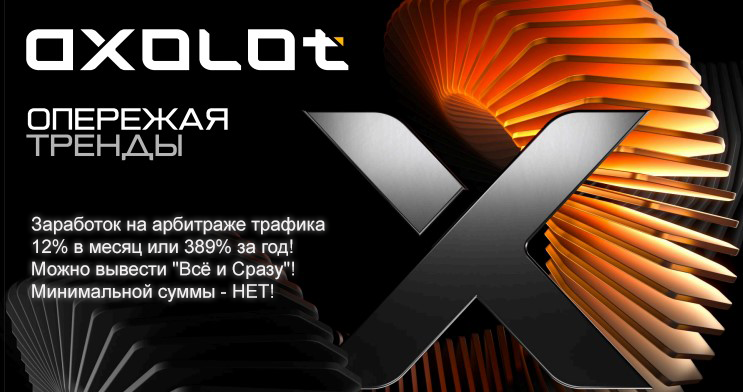 axolot
ОПЕРЕЖАЯ
ТРЕНДЫ
Заработок на арбитраже трафика
12% в месяц или 389% за год!
Можно вывести "Всё и Сразу"!
Минимальной суммы - НЕТ!
X